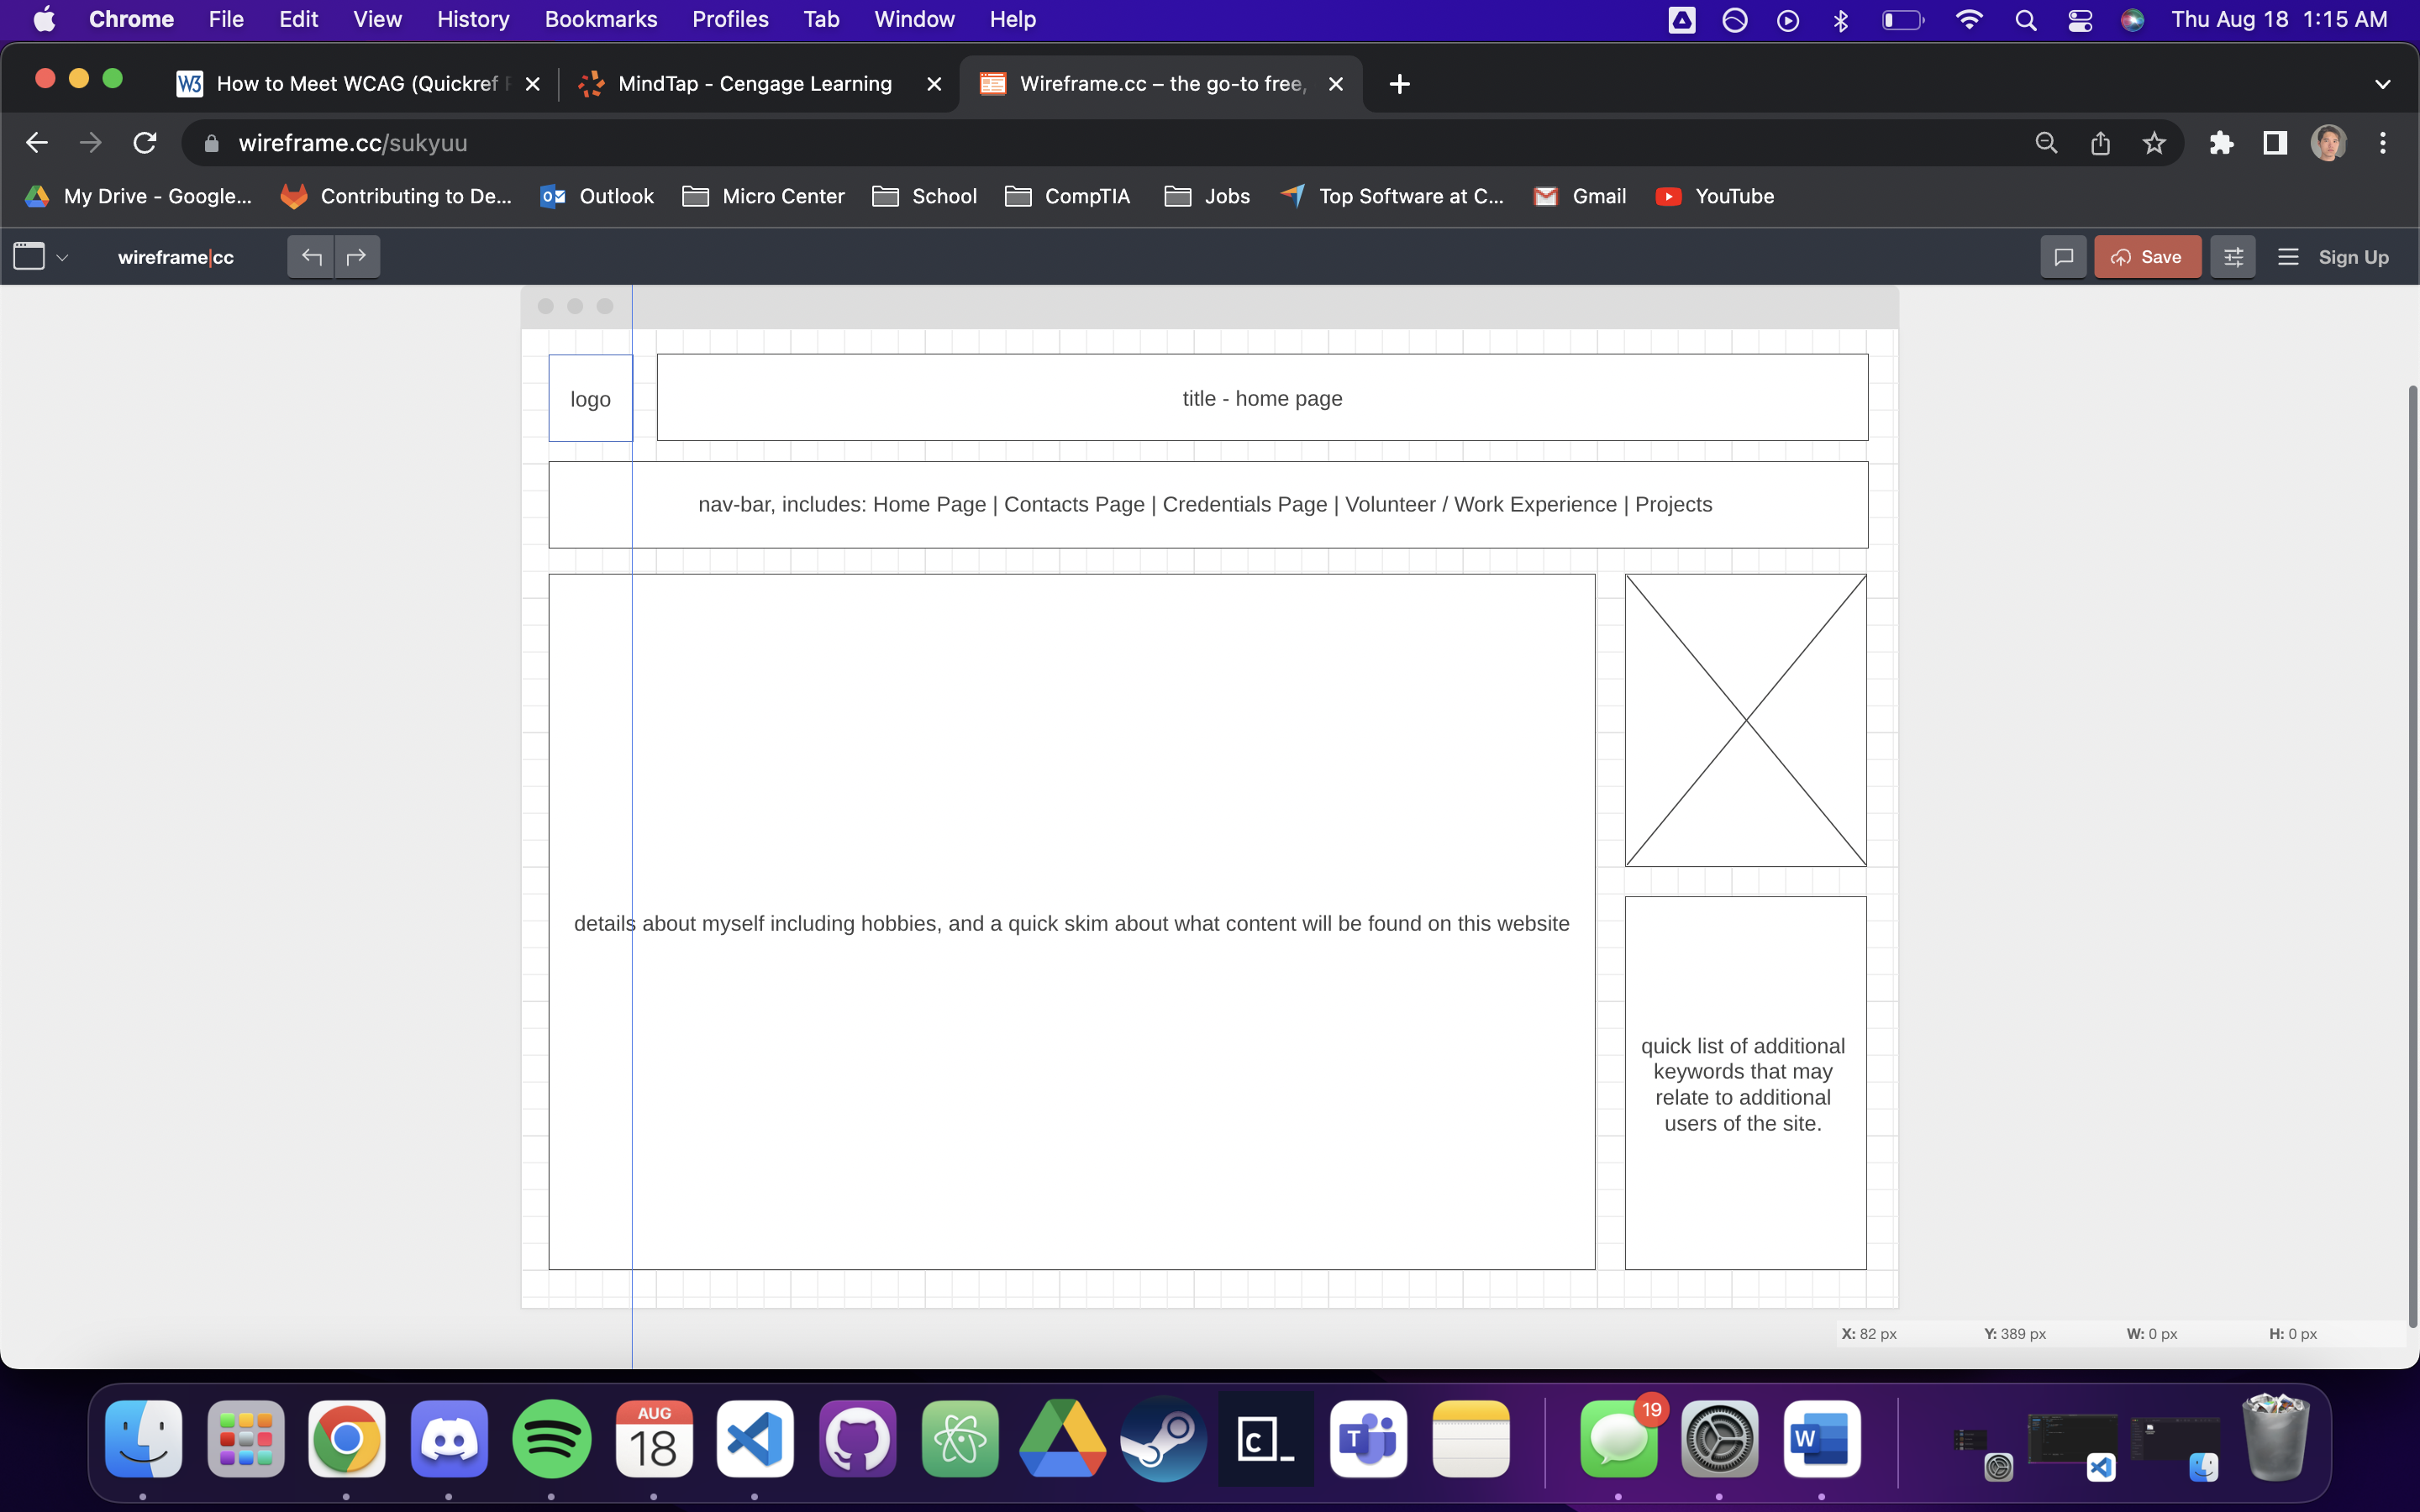 Chrome File Edit View History Bookmarks Profiles Tab Window Help Thu Aug 18 1:15 AM
How to Meet WCAG (Quickref MindTap - Cengage Learning Wireframe.cc – the go-to free,
wireframe.cc/sukyuu
My Drive - Google... Contributing to De... Outlook Micro Center School CompTIA Jobs Top Software at C... Gmail YouTube
wireframe|cc Save Sign Up
logo
title - home page
nav-bar, includes: Home Page | Contacts Page | Credentials Page | Volunteer / Work Experience | Projects
details about myself including hobbies, and a quick skim about what content will be found on this website
quick list of additional
keywords that may
relate to additional
users of the site.
X: 82 px Y: 389 px W: 0 px H: 0 px
AUG
18
19